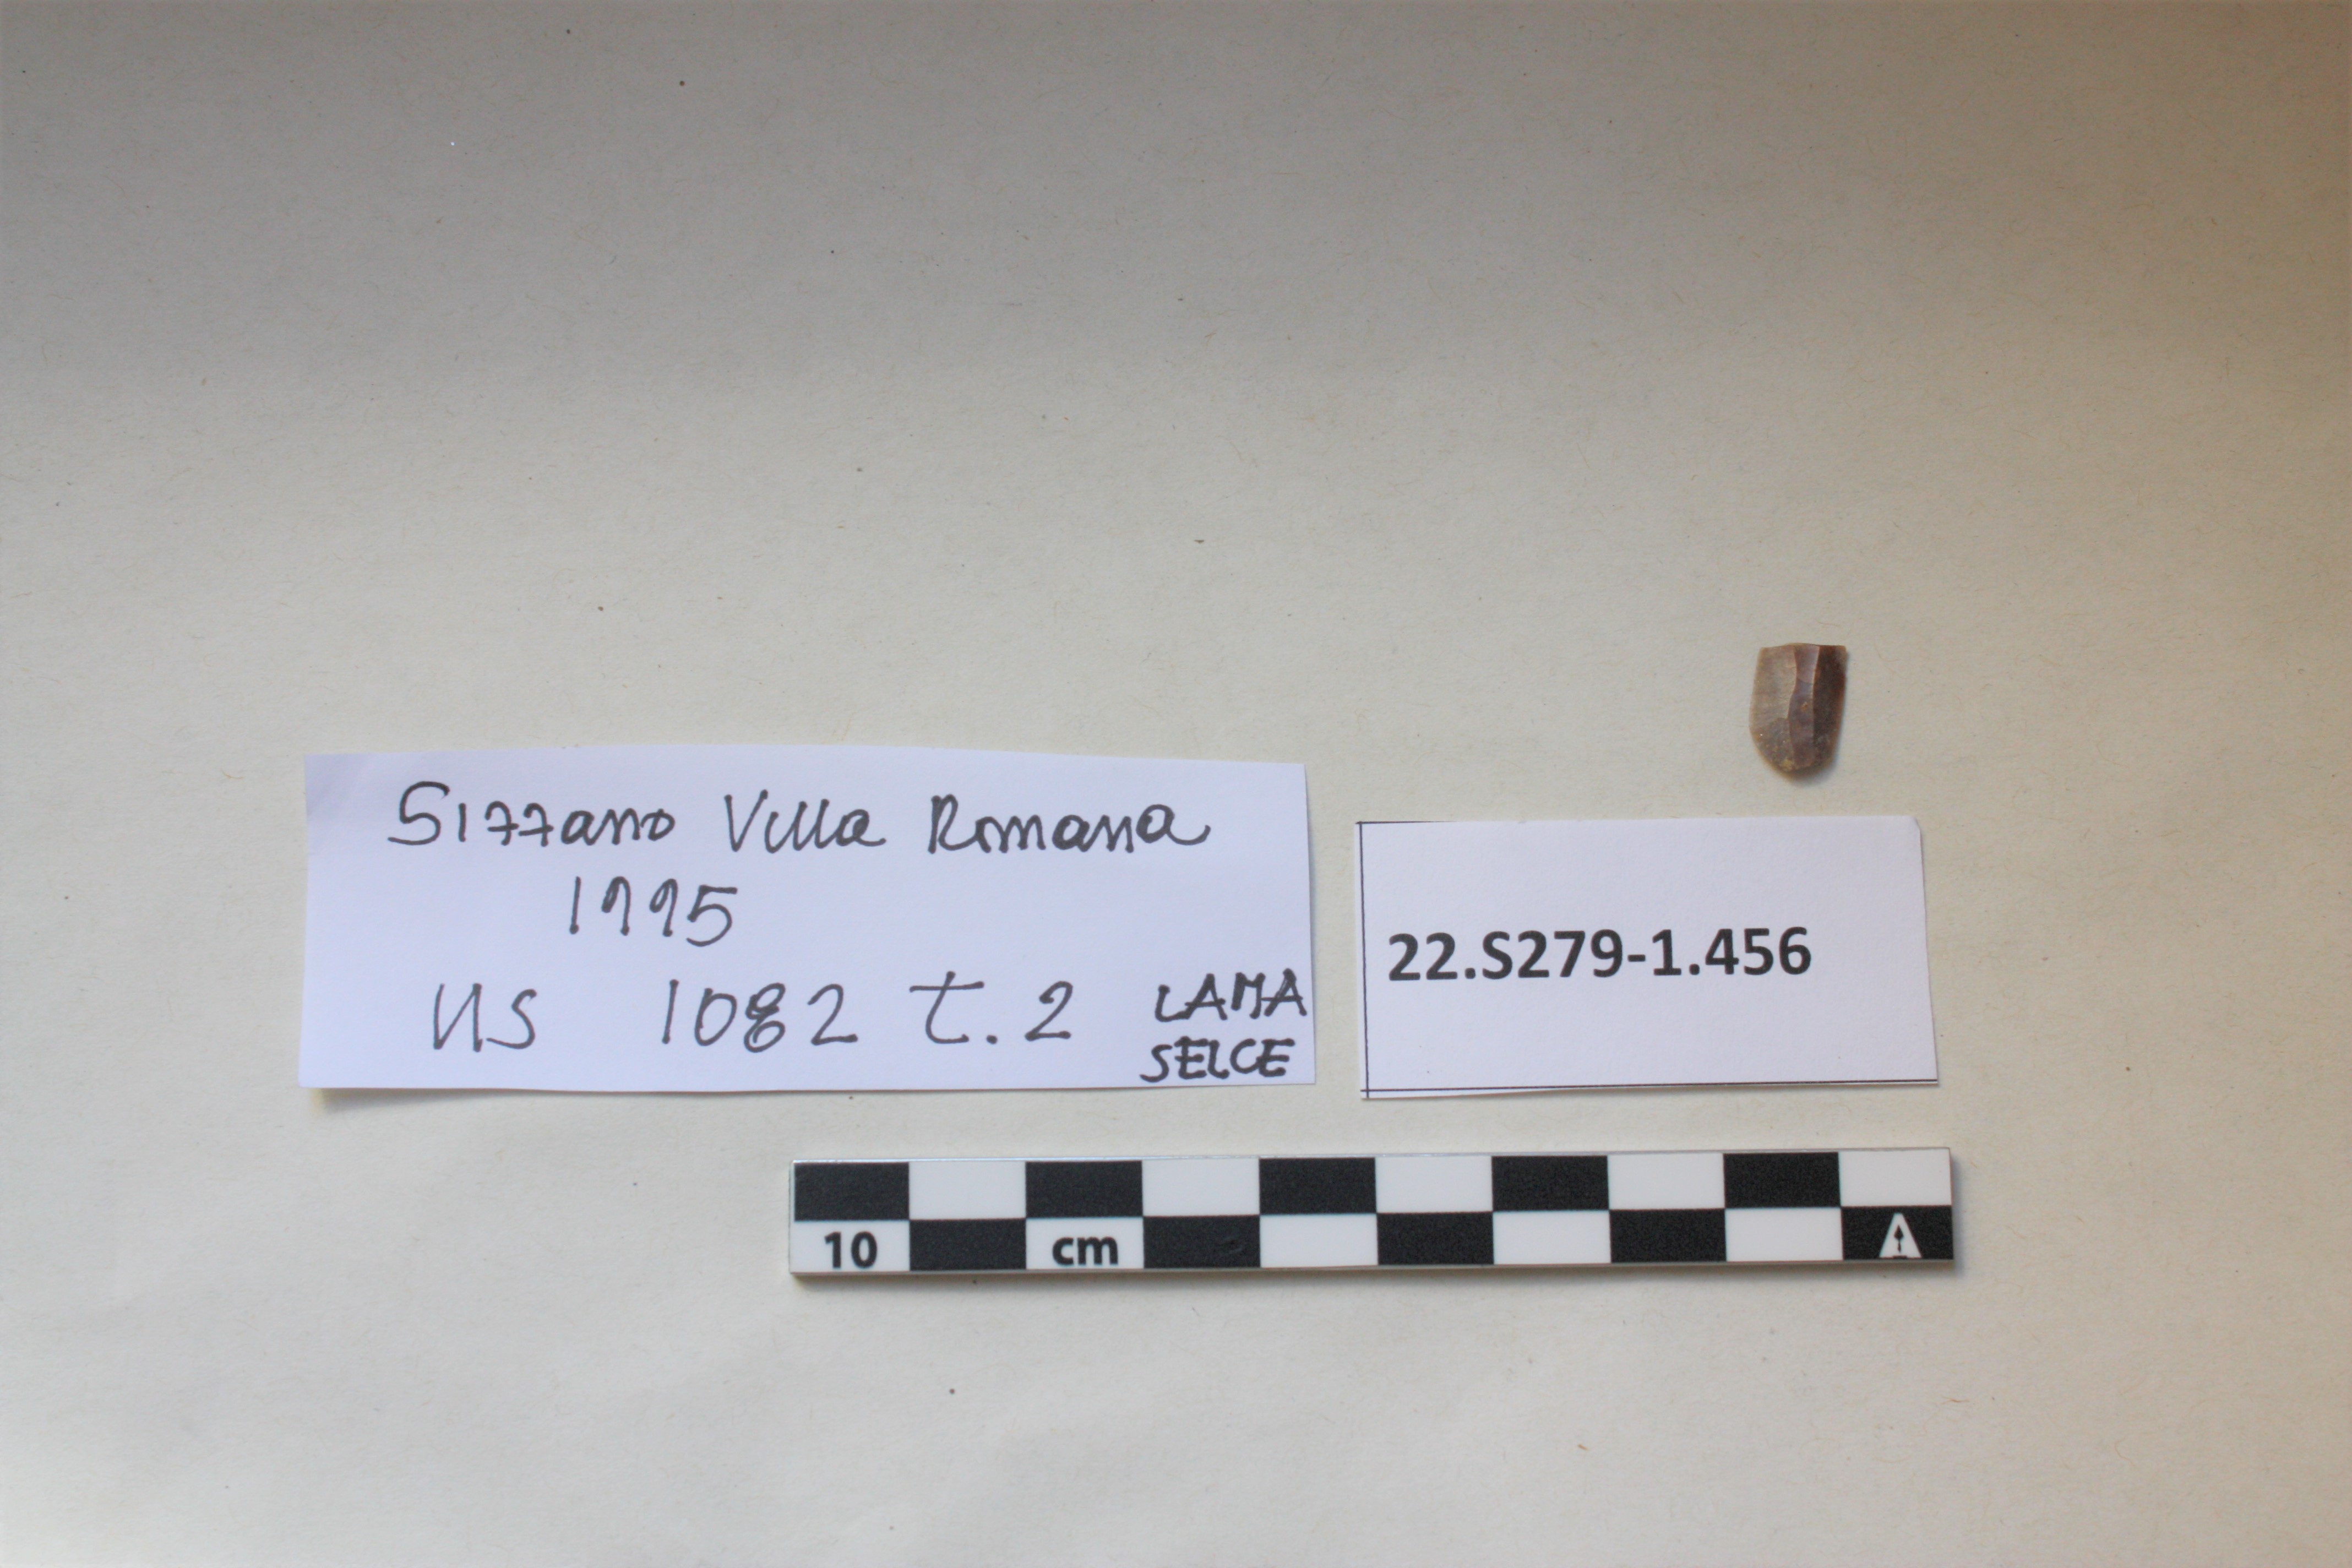 Sizzano Villa Romana
1995
US 1082 t. 2 LAMA
SELCE
22.S279-1.456
10 cm